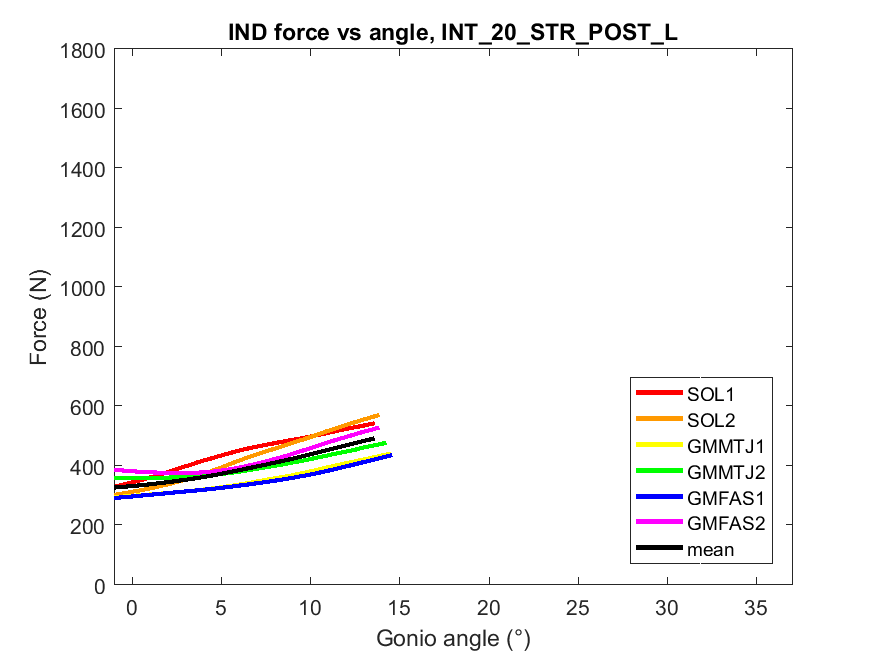 IND force vs angle, INT_20_STR_POST_L
1800
1600
1400
1200
1000
800
600
400
200
0
Force (N)
0 5 10 15 20 25 30 35
Gonio angle (°)
SOL1
SOL2
GMMTJ1
GMMTJ2
GMFAS1
GMFAS2
mean